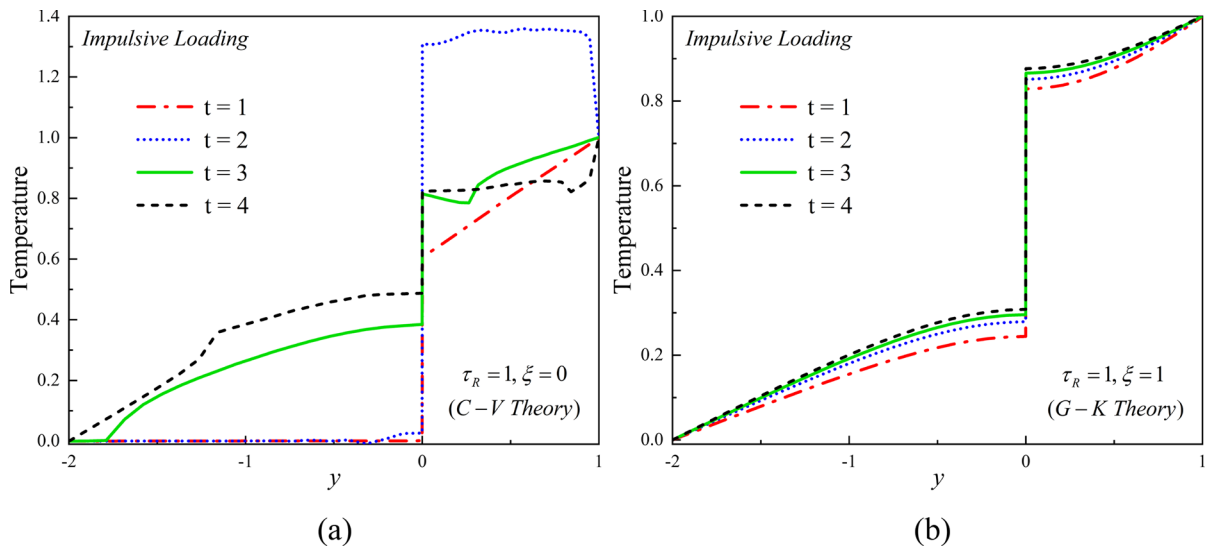 Impulsive Loading
t = 1
t = 2
t = 3
t = 4
τ_R = 1, ξ = 0
(C – V Theory)
Temperature
1.4
1.2
1.0
0.8
0.6
0.4
0.2
0.0
-2
-1
0
1
y
(a)
Impulsive Loading
t = 1
t = 2
t = 3
t = 4
τ_R = 1, ξ = 1
(G – K Theory)
Temperature
1.0
0.8
0.6
0.4
0.2
0.0
-2
-1
0
1
y
(b)